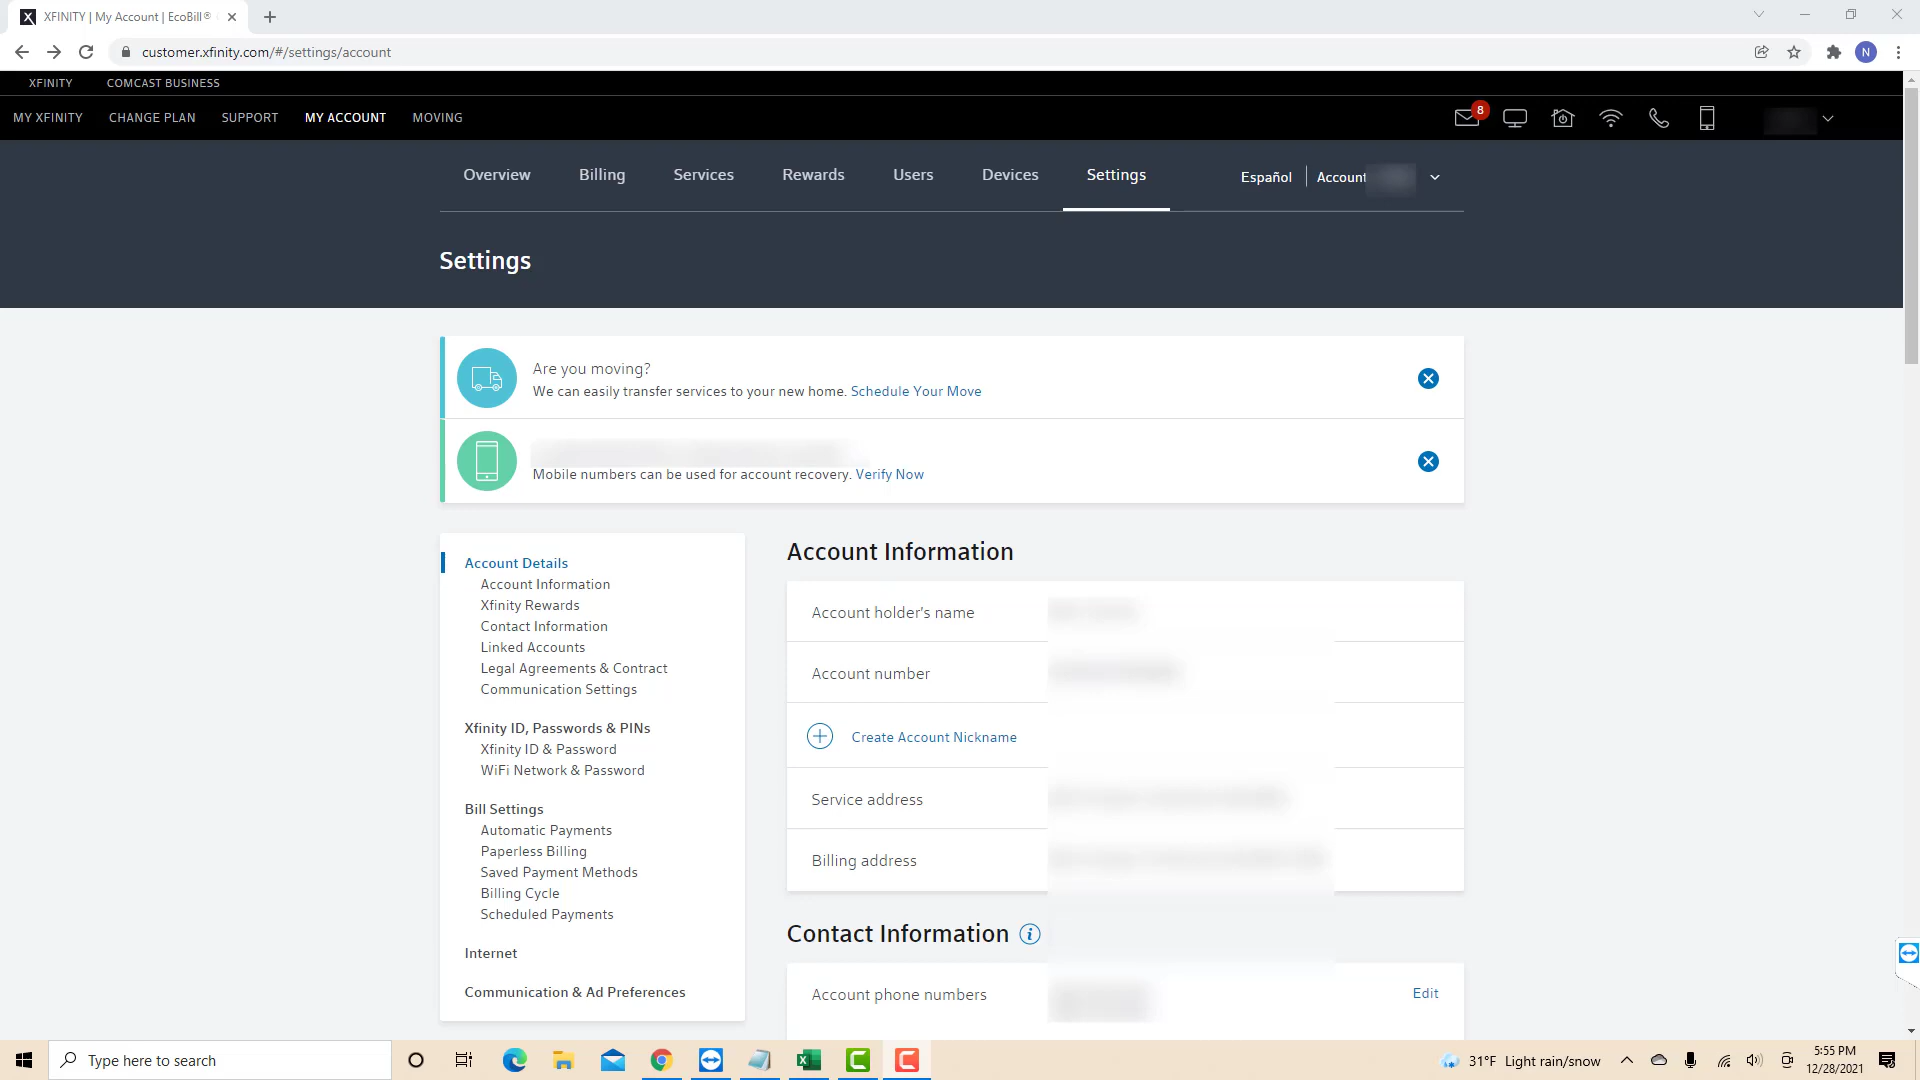 XFINITY | My Account | EcoBill®
customer.xfinity.com/#/settings/account
N
XFINITY COMCAST BUSINESS
MY XFINITY CHANGE PLAN SUPPORT MY ACCOUNT MOVING
8
Overview Billing Services Rewards Users Devices Settings Español Account
Settings
Are you moving?
We can easily transfer services to your new home. Schedule Your Move
Mobile numbers can be used for account recovery. Verify Now
Account Details
Account Information
Xfinity Rewards
Contact Information
Linked Accounts
Legal Agreements & Contract
Communication Settings
Xfinity ID, Passwords & PINs
Xfinity ID & Password
WiFi Network & Password
Bill Settings
Automatic Payments
Paperless Billing
Saved Payment Methods
Billing Cycle
Scheduled Payments
Internet
Communication & Ad Preferences
Account Information
Account holder's name
Account number
Create Account Nickname
Service address
Billing address
Contact Information
Account phone numbers Edit
Type here to search
31°F Light rain/snow
5:55 PM
12/28/2021